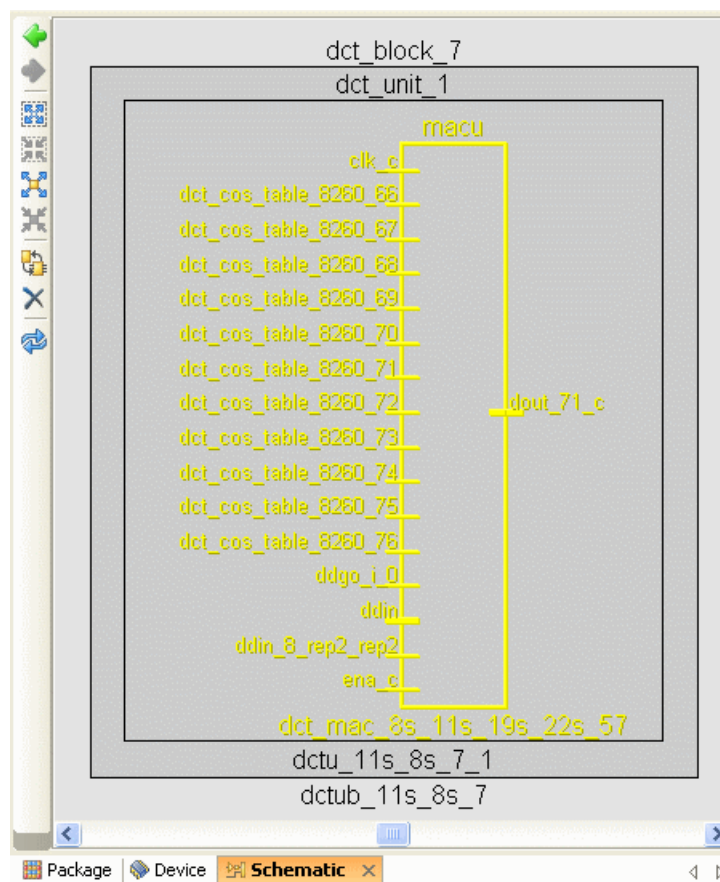 dct_block_7
dct_unit_1
macu
clk_c
dct_cos_table_8260_66
dct_cos_table_8260_67
dct_cos_table_8260_68
dct_cos_table_8260_69
dct_cos_table_8260_70
dct_cos_table_8260_71
dct_cos_table_8260_72
dout_71_c
dct_cos_table_8260_73
dct_cos_table_8260_74
dct_cos_table_8260_75
dct_cos_table_8260_76
ddgo_i_0
ddin
ddin_8_rep2_rep2
ena_c
dct_mac_8s_11s_19s_22s_57
dctu_11s_8s_7_1
dctub_11s_8s_7
Package Device Schematic